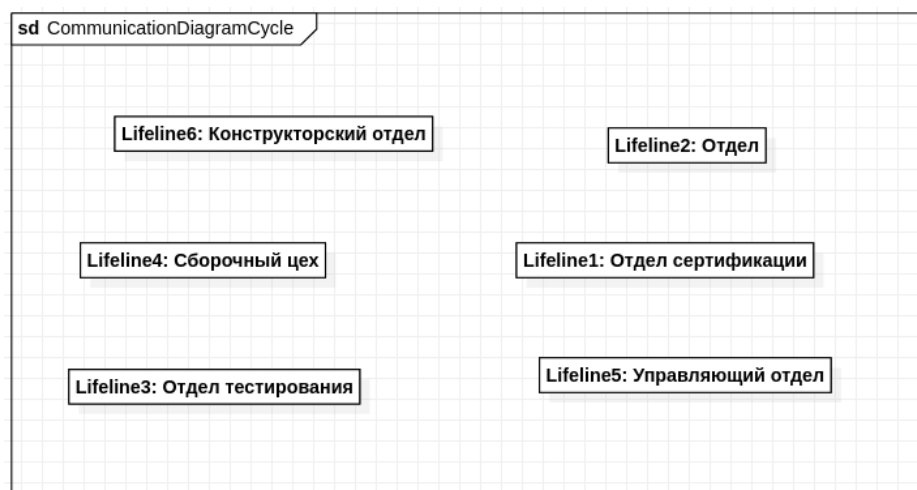 sd CommunicationDiagramCycle
Lifeline6: Конструкторский отдел
Lifeline2: Отдел
Lifeline4: Сборочный цех
Lifeline1: Отдел сертификации
Lifeline3: Отдел тестирования
Lifeline5: Управляющий отдел